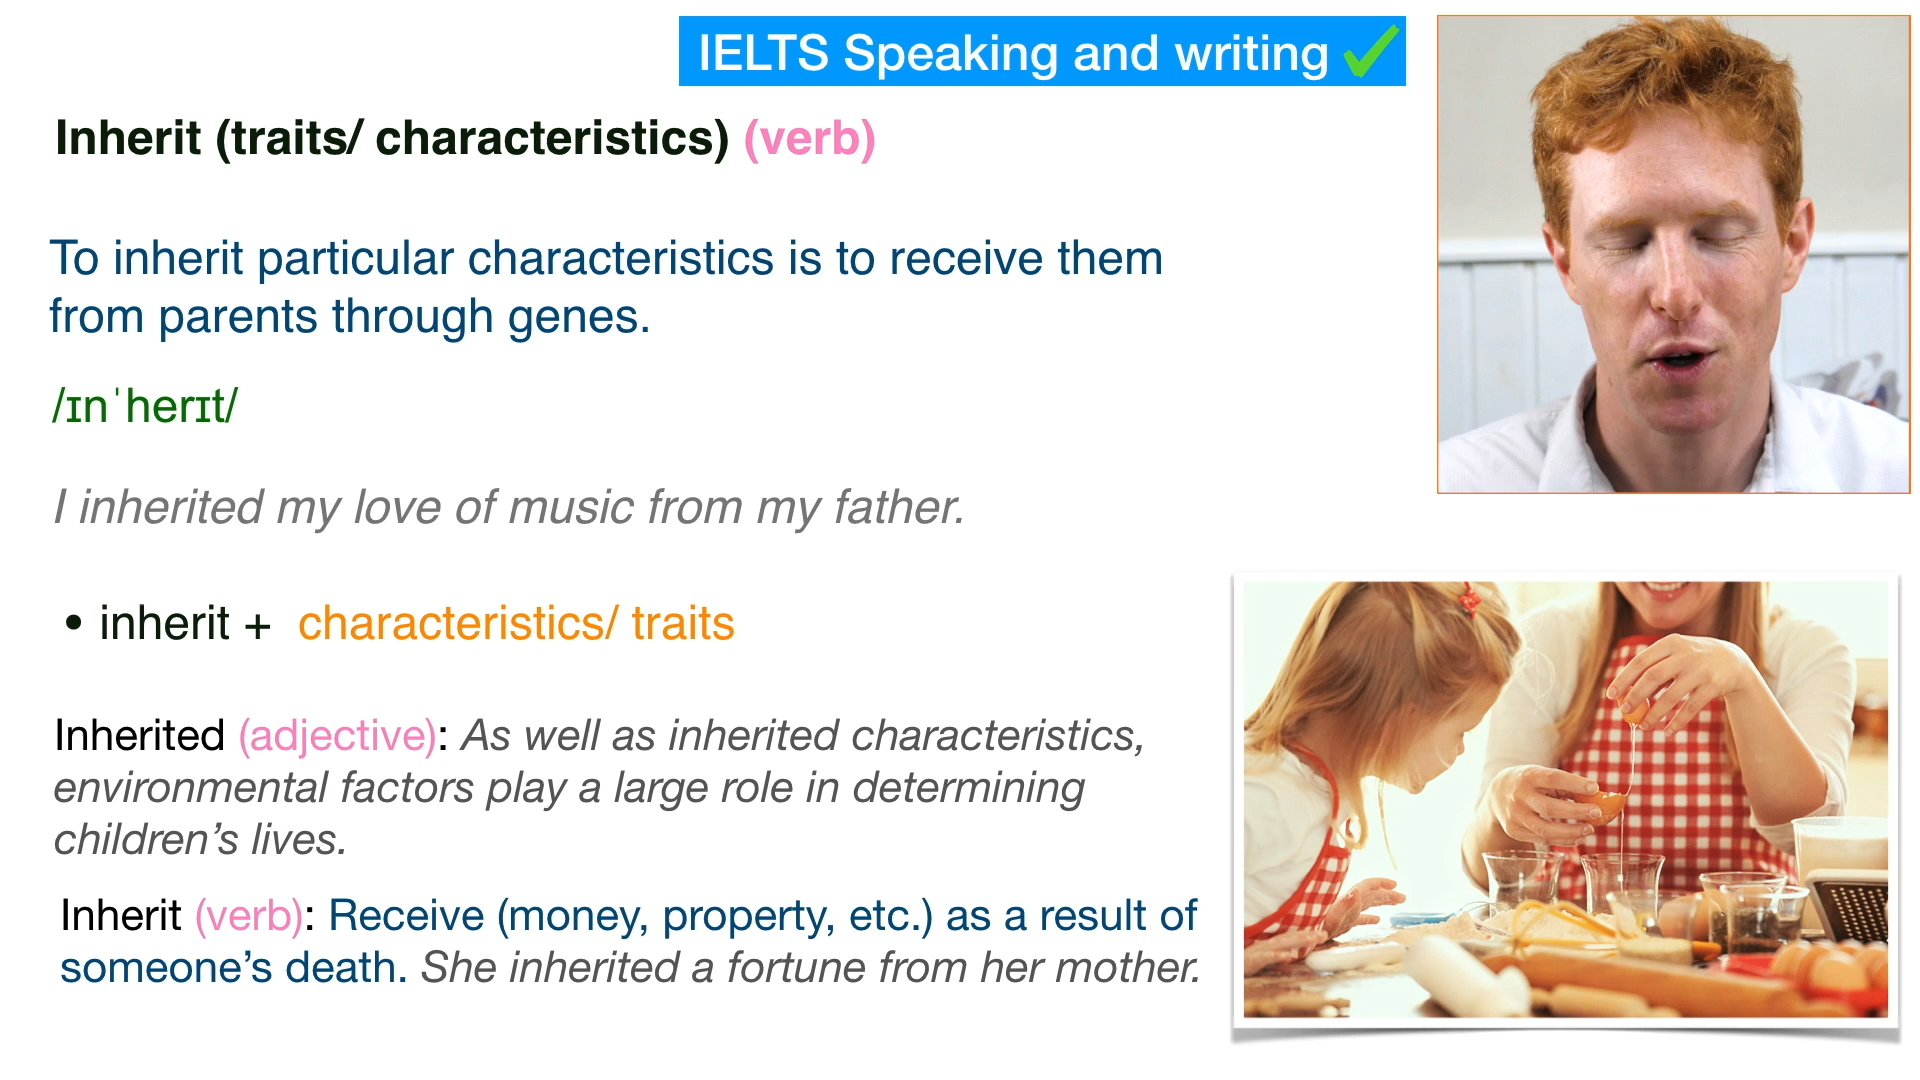 IELTS Speaking and writing
Inherit (traits/ characteristics) (verb)
To inherit particular characteristics is to receive them
from parents through genes.
/ɪnˈherɪt/
I inherited my love of music from my father.
• inherit + characteristics/ traits
Inherited (adjective): As well as inherited characteristics,
environmental factors play a large role in determining
children’s lives.
Inherit (verb): Receive (money, property, etc.) as a result of
someone’s death. She inherited a fortune from her mother.